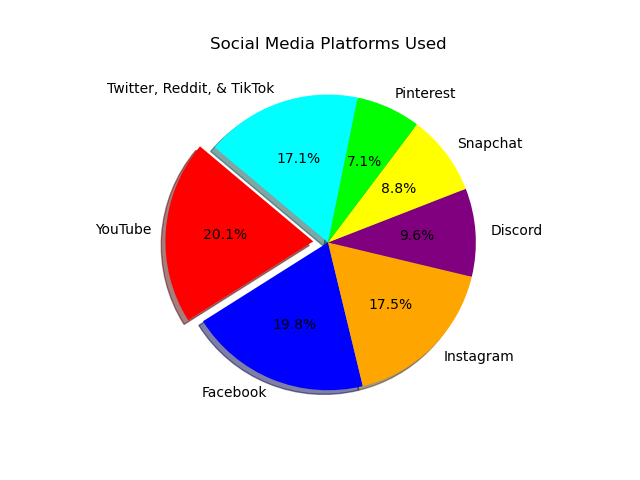 Social Media Platforms Used
Twitter, Reddit, & TikTok
Pinterest
Snapchat
YouTube
Discord
Facebook
Instagram
17.1%
7.1%
8.8%
20.1%
9.6%
19.8%
17.5%